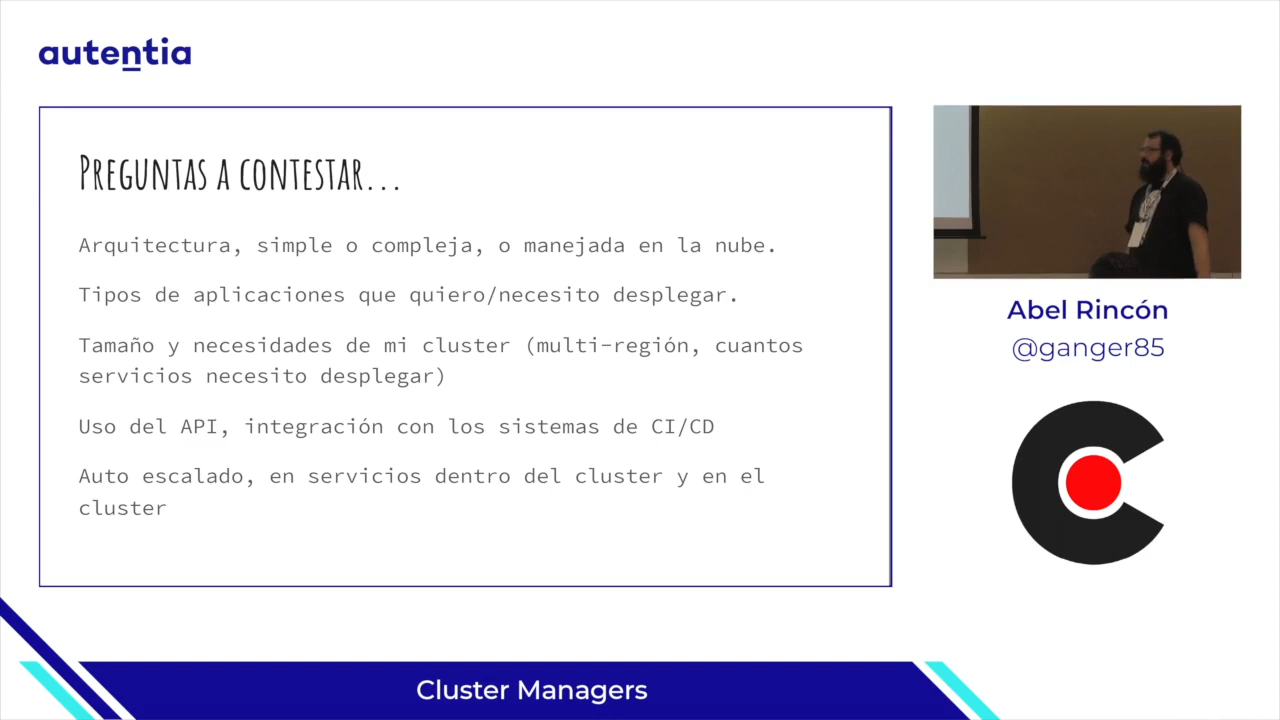 autentia
Preguntas a contestar...
Arquitectura, simple o compleja, o manejada en la nube.
Tipos de aplicaciones que quiero/necesito desplegar.
Tamaño y necesidades de mi cluster (multi-región, cuantos
servicios necesito desplegar)
Uso del API, integración con los sistemas de CI/CD
Auto escalado, en servicios dentro del cluster y en el
cluster
Abel Rincón
@ganger85
Cluster Managers